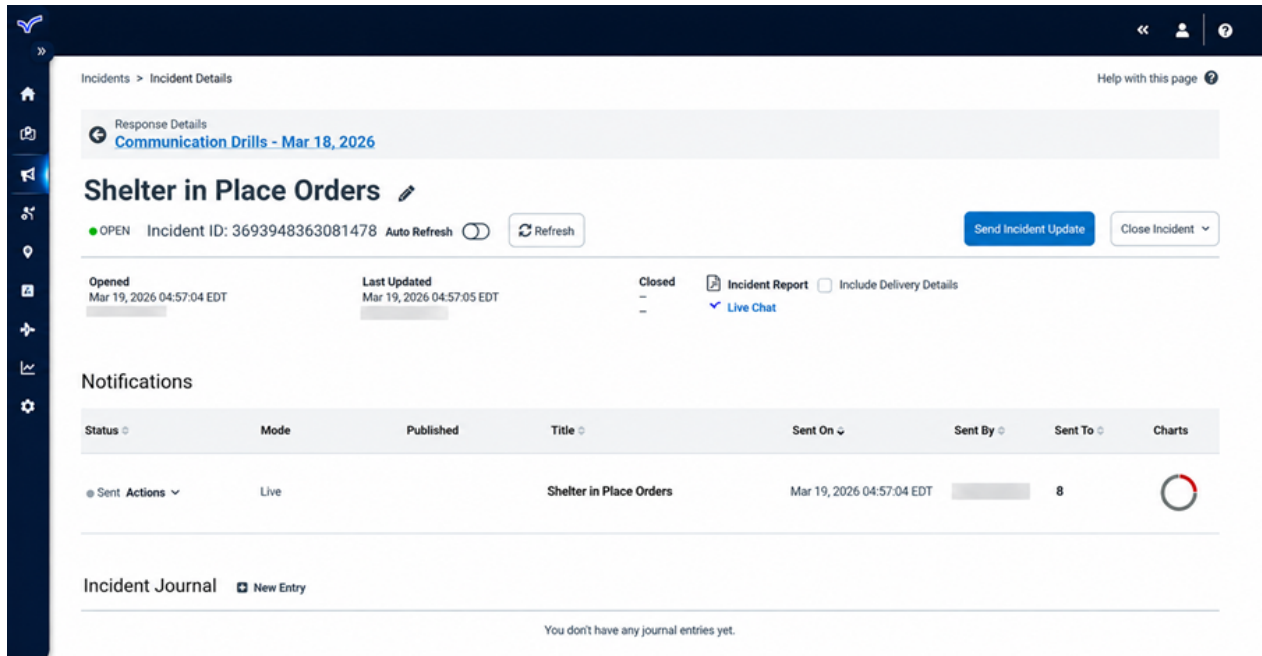 Incidents > Incident Details
Help with this page
Response Details
Communication Drills - Mar 18, 2026
Shelter in Place Orders
OPEN Incident ID: 3693948363081478 Auto Refresh Refresh Send Incident Update Close Incident
Opened Last Updated Closed Incident Report Include Delivery Details
Mar 19, 2026 04:57:04 EDT Mar 19, 2026 04:57:05 EDT – Live Chat
–
Notifications
Status Mode Published Title Sent On Sent By Sent To Charts
Sent Actions Live Shelter in Place Orders Mar 19, 2026 04:57:04 EDT 8
Incident Journal New Entry
You don't have any journal entries yet.